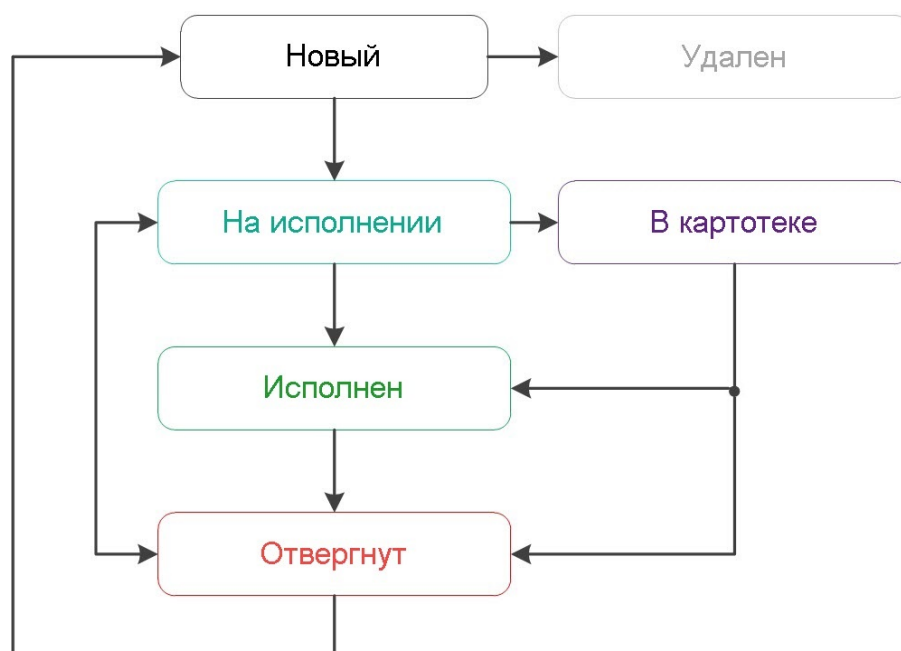 Новый
Удален
На исполнении
В картотеке
Исполнен
Отвергнут